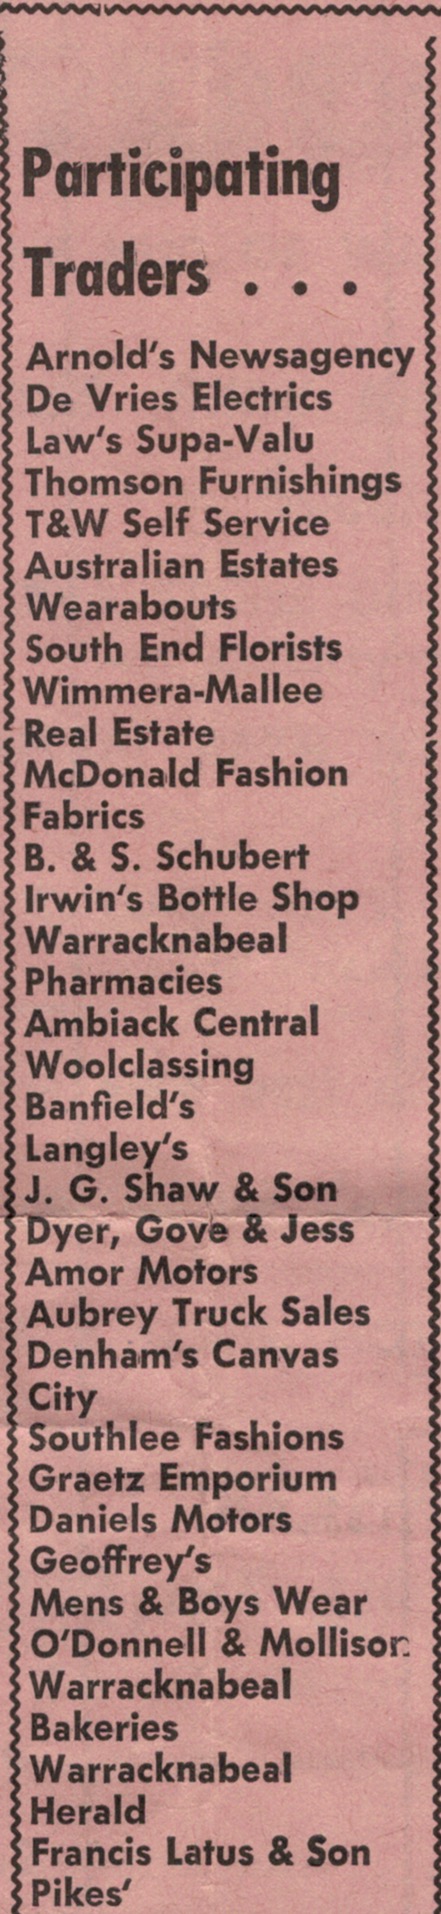 Participating
Traders . . .
Arnold's Newsagency
De Vries Electrics
Law's Supa-Valu
Thomson Furnishings
T&W Self Service
Australian Estates
Wearabouts
South End Florists
Wimmera-Mallee
Real Estate
McDonald Fashion
Fabrics
B. & S. Schubert
Irwin's Bottle Shop
Warracknabeal
Pharmacies
Ambiack Central
Woolclassing
Banfield's
Langley's
J. G. Shaw & Son
Dyer, Gove & Jess
Amor Motors
Aubrey Truck Sales
Denham's Canvas
City
Southlee Fashions
Graetz Emporium
Daniels Motors
Geoffrey's
Mens & Boys Wear
O'Donnell & Mollison
Warracknabeal
Bakeries
Warracknabeal
Herald
Francis Latus & Son
Pikes'